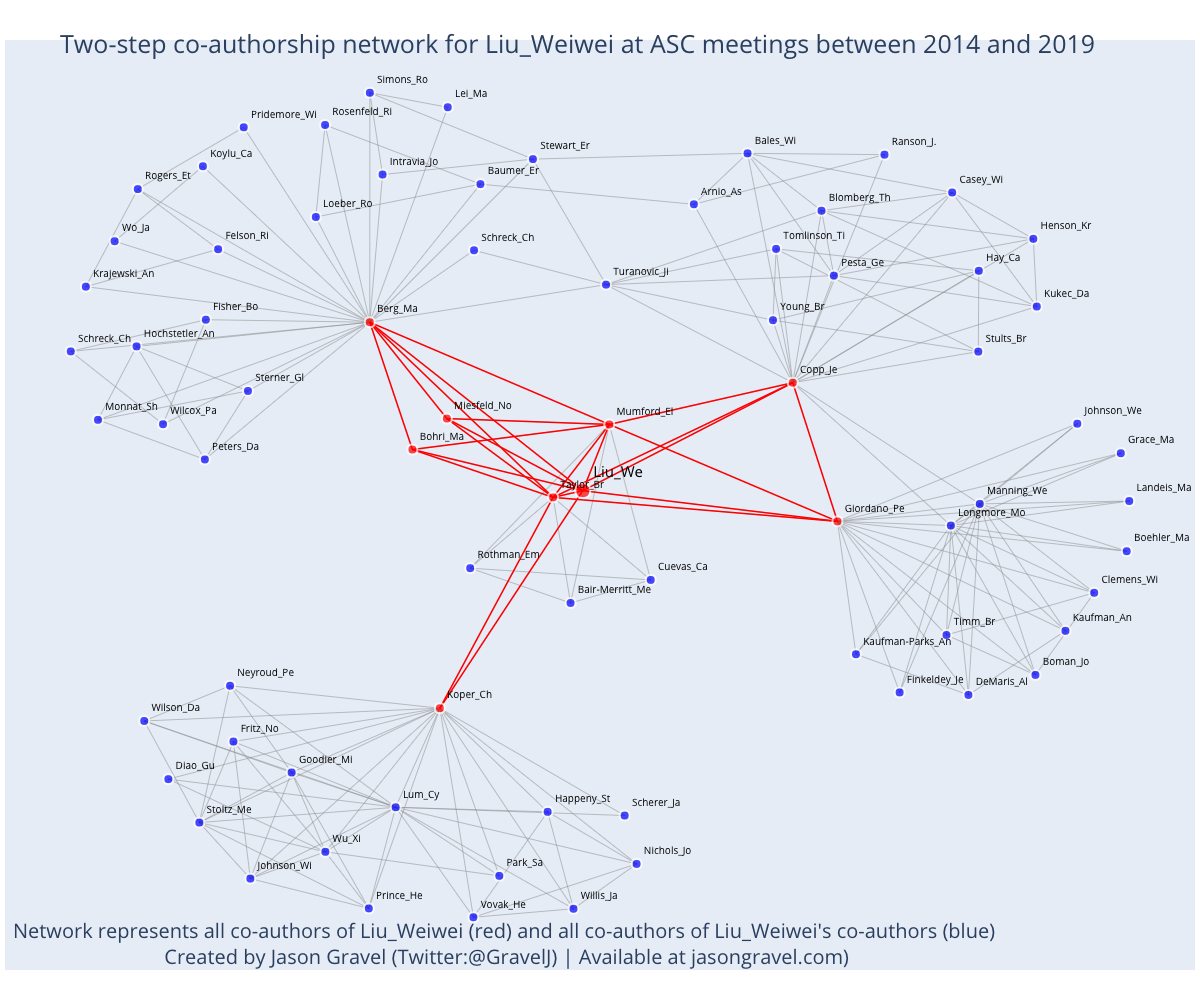 Two-step co-authorship network for Liu_Weiwei at ASC meetings between 2014 and 2019
Simons_Ro
Lei_Ma
Pridemore_Wi
Rosenfeld_Ri
Stewart_Er
Bales_Wi
Ranson_J.
Koylu_Ca
Intravia_Jo
Baumer_Er
Rogers_Et
Arnio_As
Casey_Wi
Blomberg_Th
Loeber_Ro
Wo_Ja
Felson_Ri
Schreck_Ch
Tomlinson_Ti
Henson_Kr
Krajewski_An
Turanovic_Ji
Pesta_Ge
Hay_Ca
Fisher_Bo
Berg_Ma
Young_Br
Kukec_Da
Schreck_Ch
Hochstetler_An
Stults_Br
Sterner_Gl
Copp_Je
Monnat_Sh
Wilcox_Pa
Miesfeld_No
Mumford_El
Johnson_We
Peters_Da
Bohri_Ma
Grace_Ma
Liu_We
Taylor_Br
Manning_We
Landeis_Ma
Giordano_Pe
Longmore_Mo
Boehler_Ma
Rothman_Em
Cuevas_Ca
Bair-Merritt_Me
Clemens_Wi
Timm_Br
Kaufman_An
Kaufman-Parks_An
Boman_Jo
Finkeldey_Je
DeMaris_Al
Neyroud_Pe
Koper_Ch
Wilson_Da
Fritz_No
Diao_Gu
Goodier_Mi
Stoltz_Me
Lum_Cy
Happeny_St
Scherer_Ja
Wu_Xi
Johnson_Wi
Park_Sa
Nichols_Jo
Prince_He
Vovak_He
Willis_Ja
Network represents all co-authors of Liu_Weiwei (red) and all co-authors of Liu_Weiwei's co-authors (blue)
Created by Jason Gravel (Twitter:@GravelJ) | Available at jasongravel.com)